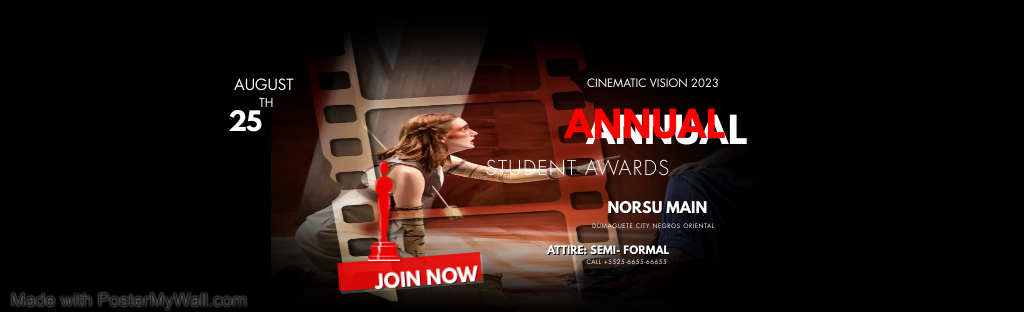 AUGUST
TH
25
CINEMATIC VISION 2023
ANNUAL
ANNUAL
STUDENT AWARDS
NORSU MAIN
DUMAGUETE CITY NEGROS ORIENTAL
ATTIRE: SEMI- FORMAL
CALL +5525-6655-66655
JOIN NOW
Made with PosterMyWall.com